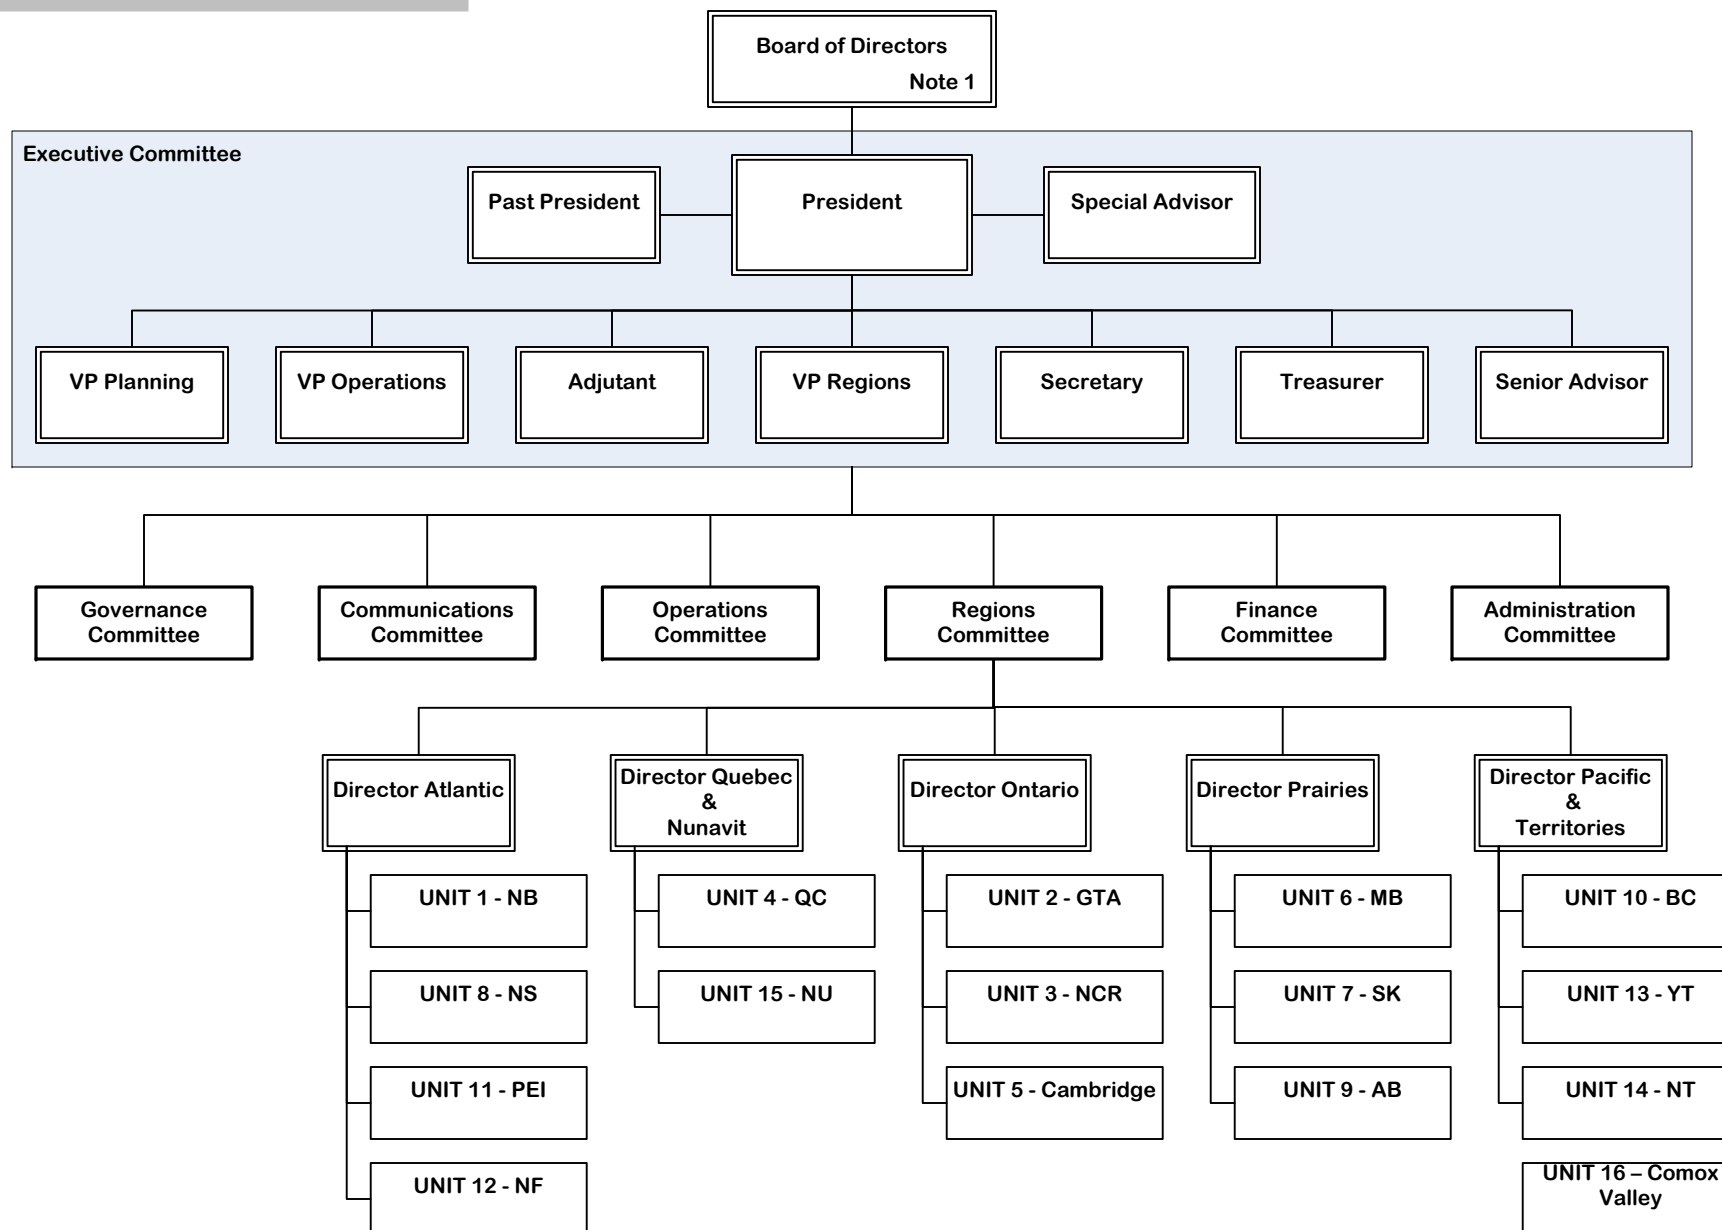 Board of Directors
Note 1
Executive Committee
Past President
President
Special Advisor
VP Planning
VP Operations
Adjutant
VP Regions
Secretary
Treasurer
Senior Advisor
Governance
Committee
Communications
Committee
Operations
Committee
Regions
Committee
Finance
Committee
Administration
Committee
Director Atlantic
Director Quebec
&
Nunavit
Director Ontario
Director Prairies
Director Pacific
&
Territories
UNIT 1 - NB
UNIT 4 - QC
UNIT 2 - GTA
UNIT 6 - MB
UNIT 10 - BC
UNIT 8 - NS
UNIT 15 - NU
UNIT 3 - NCR
UNIT 7 - SK
UNIT 13 - YT
UNIT 11 - PEI
UNIT 5 - Cambridge
UNIT 9 - AB
UNIT 14 - NT
UNIT 12 - NF
UNIT 16 – Comox
Valley